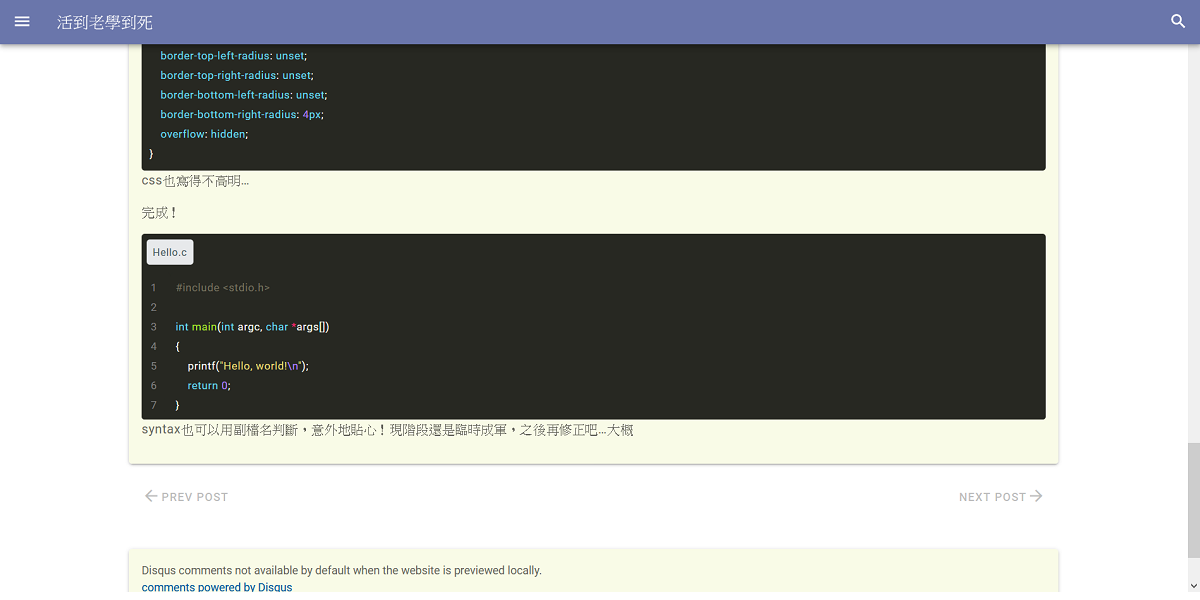 活到老學到死
border-top-left-radius: unset;
border-top-right-radius: unset;
border-bottom-left-radius: unset;
border-bottom-right-radius: 4px;
overflow: hidden;
}
css也寫得不高明…
完成！
Hello.c
1 #include <stdio.h>
2
3 int main(int argc, char *args[])
4 {
5 printf("Hello, world!\n");
6 return 0;
7 }
syntax也可以用副檔名判斷，意外地貼心！現階段還是臨時成軍，之後再修正吧…大概
PREV POST
NEXT POST
Disqus comments not available by default when the website is previewed locally.
comments powered by Disqus